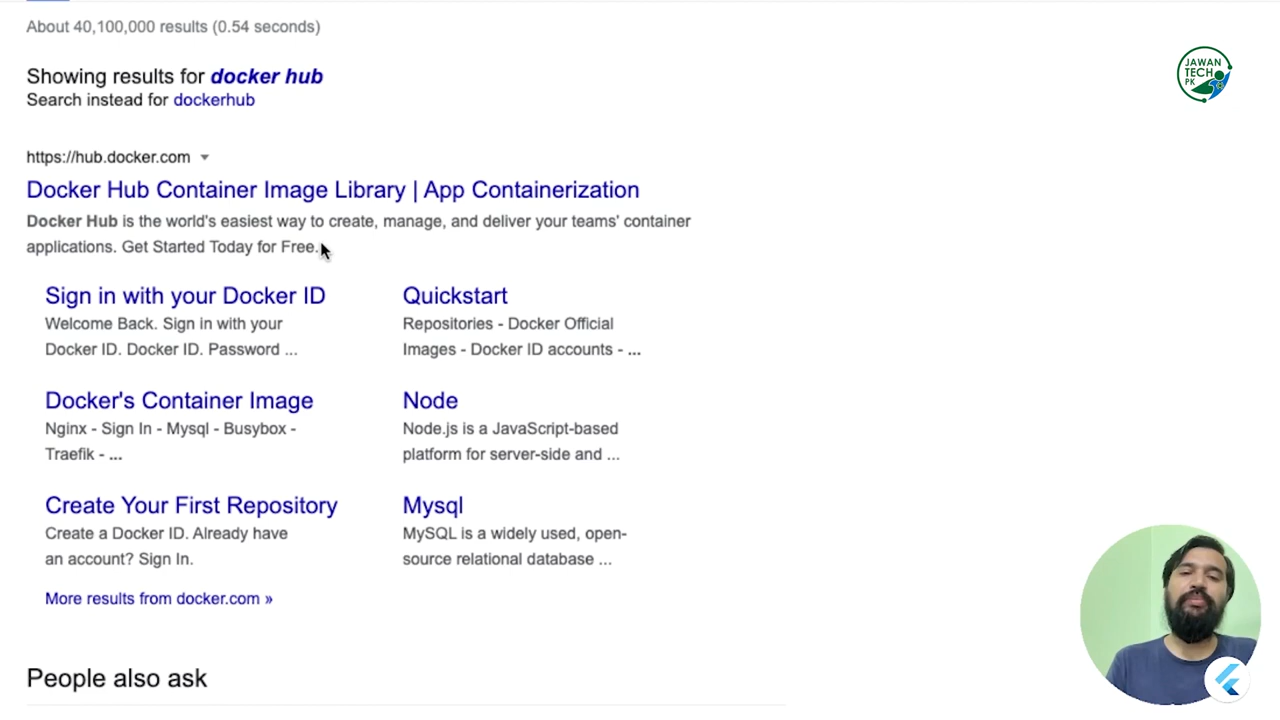 About 40,100,000 results (0.54 seconds)
JAWAN
TECH
PK
Showing results for docker hub
Search instead for dockerhub
https://hub.docker.com
Docker Hub Container Image Library | App Containerization
Docker Hub is the world's easiest way to create, manage, and deliver your teams' container
applications. Get Started Today for Free.
Sign in with your Docker ID
Welcome Back. Sign in with your
Docker ID. Docker ID. Password ...
Quickstart
Repositories - Docker Official
Images - Docker ID accounts - ...
Docker's Container Image
Nginx - Sign In - Mysql - Busybox -
Traefik - ...
Node
Node.js is a JavaScript-based
platform for server-side and ...
Create Your First Repository
Create a Docker ID. Already have
an account? Sign In.
Mysql
MySQL is a widely used, open-
source relational database ...
More results from docker.com »
People also ask